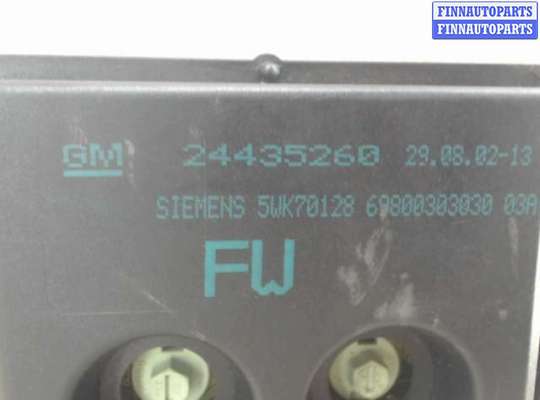 FINNAUTOPARTS
FINNAUTOPARTS
GM 24435260 29.08.02-13
SIEMENS 5WK70128 69800303030 03A
FW